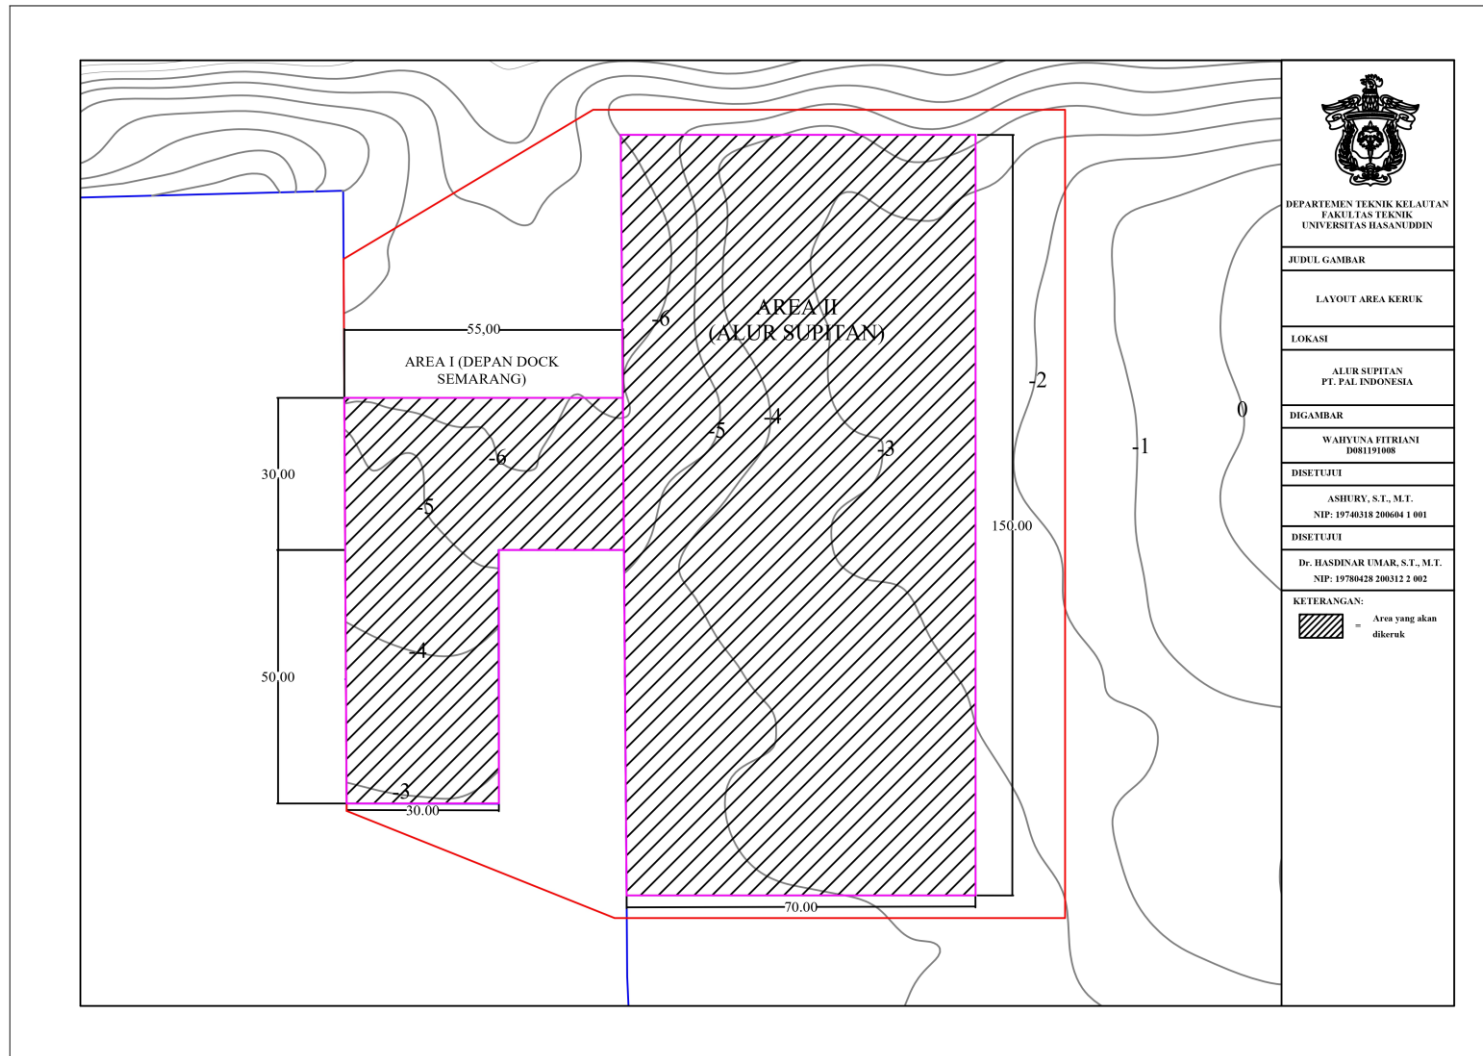 AREA II
(ALUR SUPITAN)
-6
55,00
AREA I (DEPAN DOCK
SEMARANG)
-2
0
-4
-5
-3
-1
-6
30.00
-5
150.00
-4
50.00
-3
30.00
70.00
DEPARTEMEN TEKNIK KELAUTAN
FAKULTAS TEKNIK
UNIVERSITAS HASANUDDIN
JUDUL GAMBAR
LAYOUT AREA KERUK
LOKASI
ALUR SUPITAN
PT. PAL INDONESIA
DIGAMBAR
WAHYUNA FITRIANI
D081191008
DISETUJUI
ASHURY, S.T., M.T.
NIP: 19740318 200604 1 001
DISETUJUI
Dr. HASDINAR UMAR, S.T., M.T.
NIP: 19780428 200312 2 002
KETERANGAN:
= Area yang akan
dikeruk